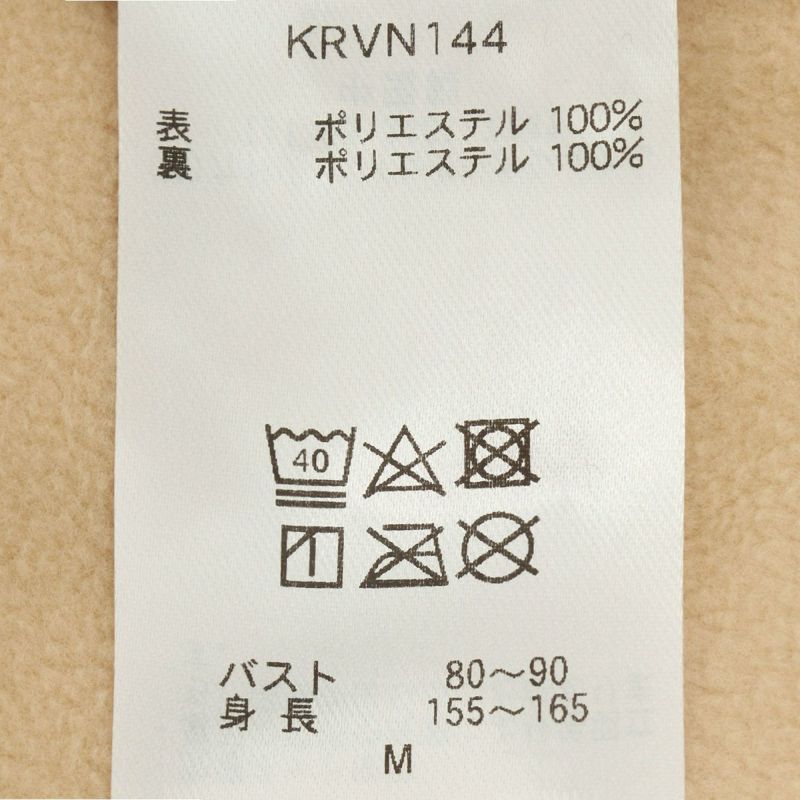 KRVN144
表 ポリエステル 100%
裏 ポリエステル 100%
40
バスト 80～90
身長 155～165
M